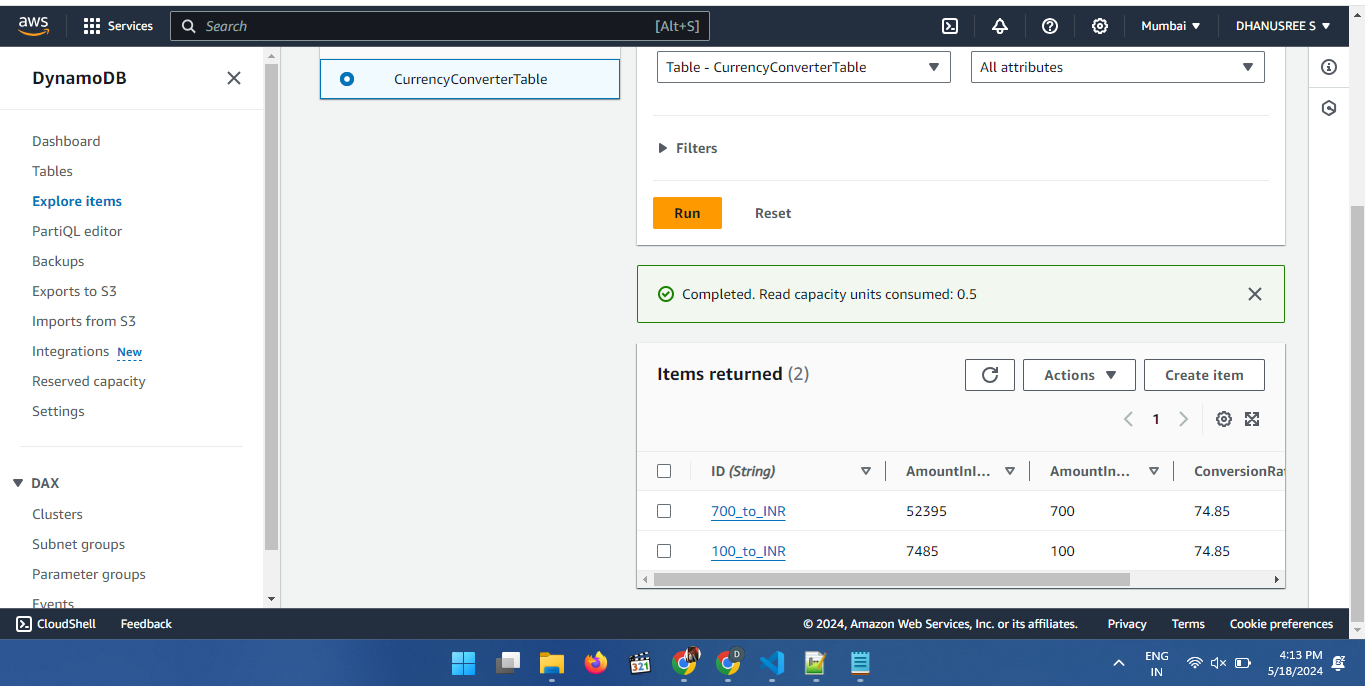 aws Services Search [Alt+S] Mumbai DHANUSREE S
DynamoDB
Dashboard
Tables
Explore items
PartiQL editor
Backups
Exports to S3
Imports from S3
Integrations New
Reserved capacity
Settings
DAX
Clusters
Subnet groups
Parameter groups
Events
CurrencyConverterTable
Table - CurrencyConverterTable All attributes
Filters
Run Reset
Completed. Read capacity units consumed: 0.5
Items returned (2) Actions Create item
1
ID (String) AmountInI... AmountIn... ConversionRa
700_to_INR 52395 700 74.85
100_to_INR 7485 100 74.85
CloudShell Feedback © 2024, Amazon Web Services, Inc. or its affiliates. Privacy Terms Cookie preferences
321
D
ENG
IN
4:13 PM
5/18/2024